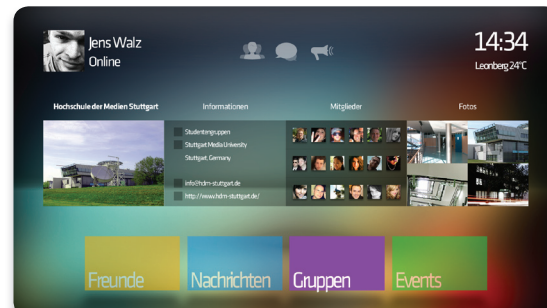 Jens Walz
Online
14:34
Leonberg 24°C
Hochschule der Medien Stuttgart
Informationen
Mitglieder
Fotos
Studentengruppen
Stuttgart Media University
Stuttgart, Germany
info@hdm-stuttgart.de
http://www.hdm-stuttgart.de/
Freunde
Nachrichten
Gruppen
Events